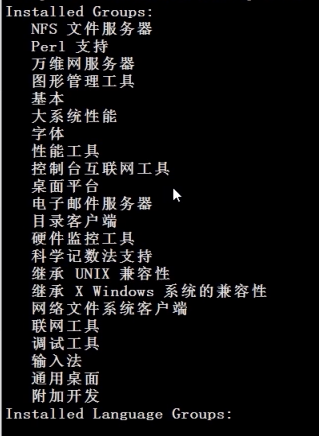 Installed Groups:
NFS 文件服务器
Perl 支持
万维网服务器
图形管理工具
基本
大系统性能
字体
性能工具
控制台互联网工具
桌面平台
电子邮件服务器
目录客户端
硬件监控工具
科学记数法支持
继承 UNIX 兼容性
继承 X Windows 系统的兼容性
网络文件系统客户端
联网工具
调试工具
输入法
通用桌面
附加开发
Installed Language Groups: